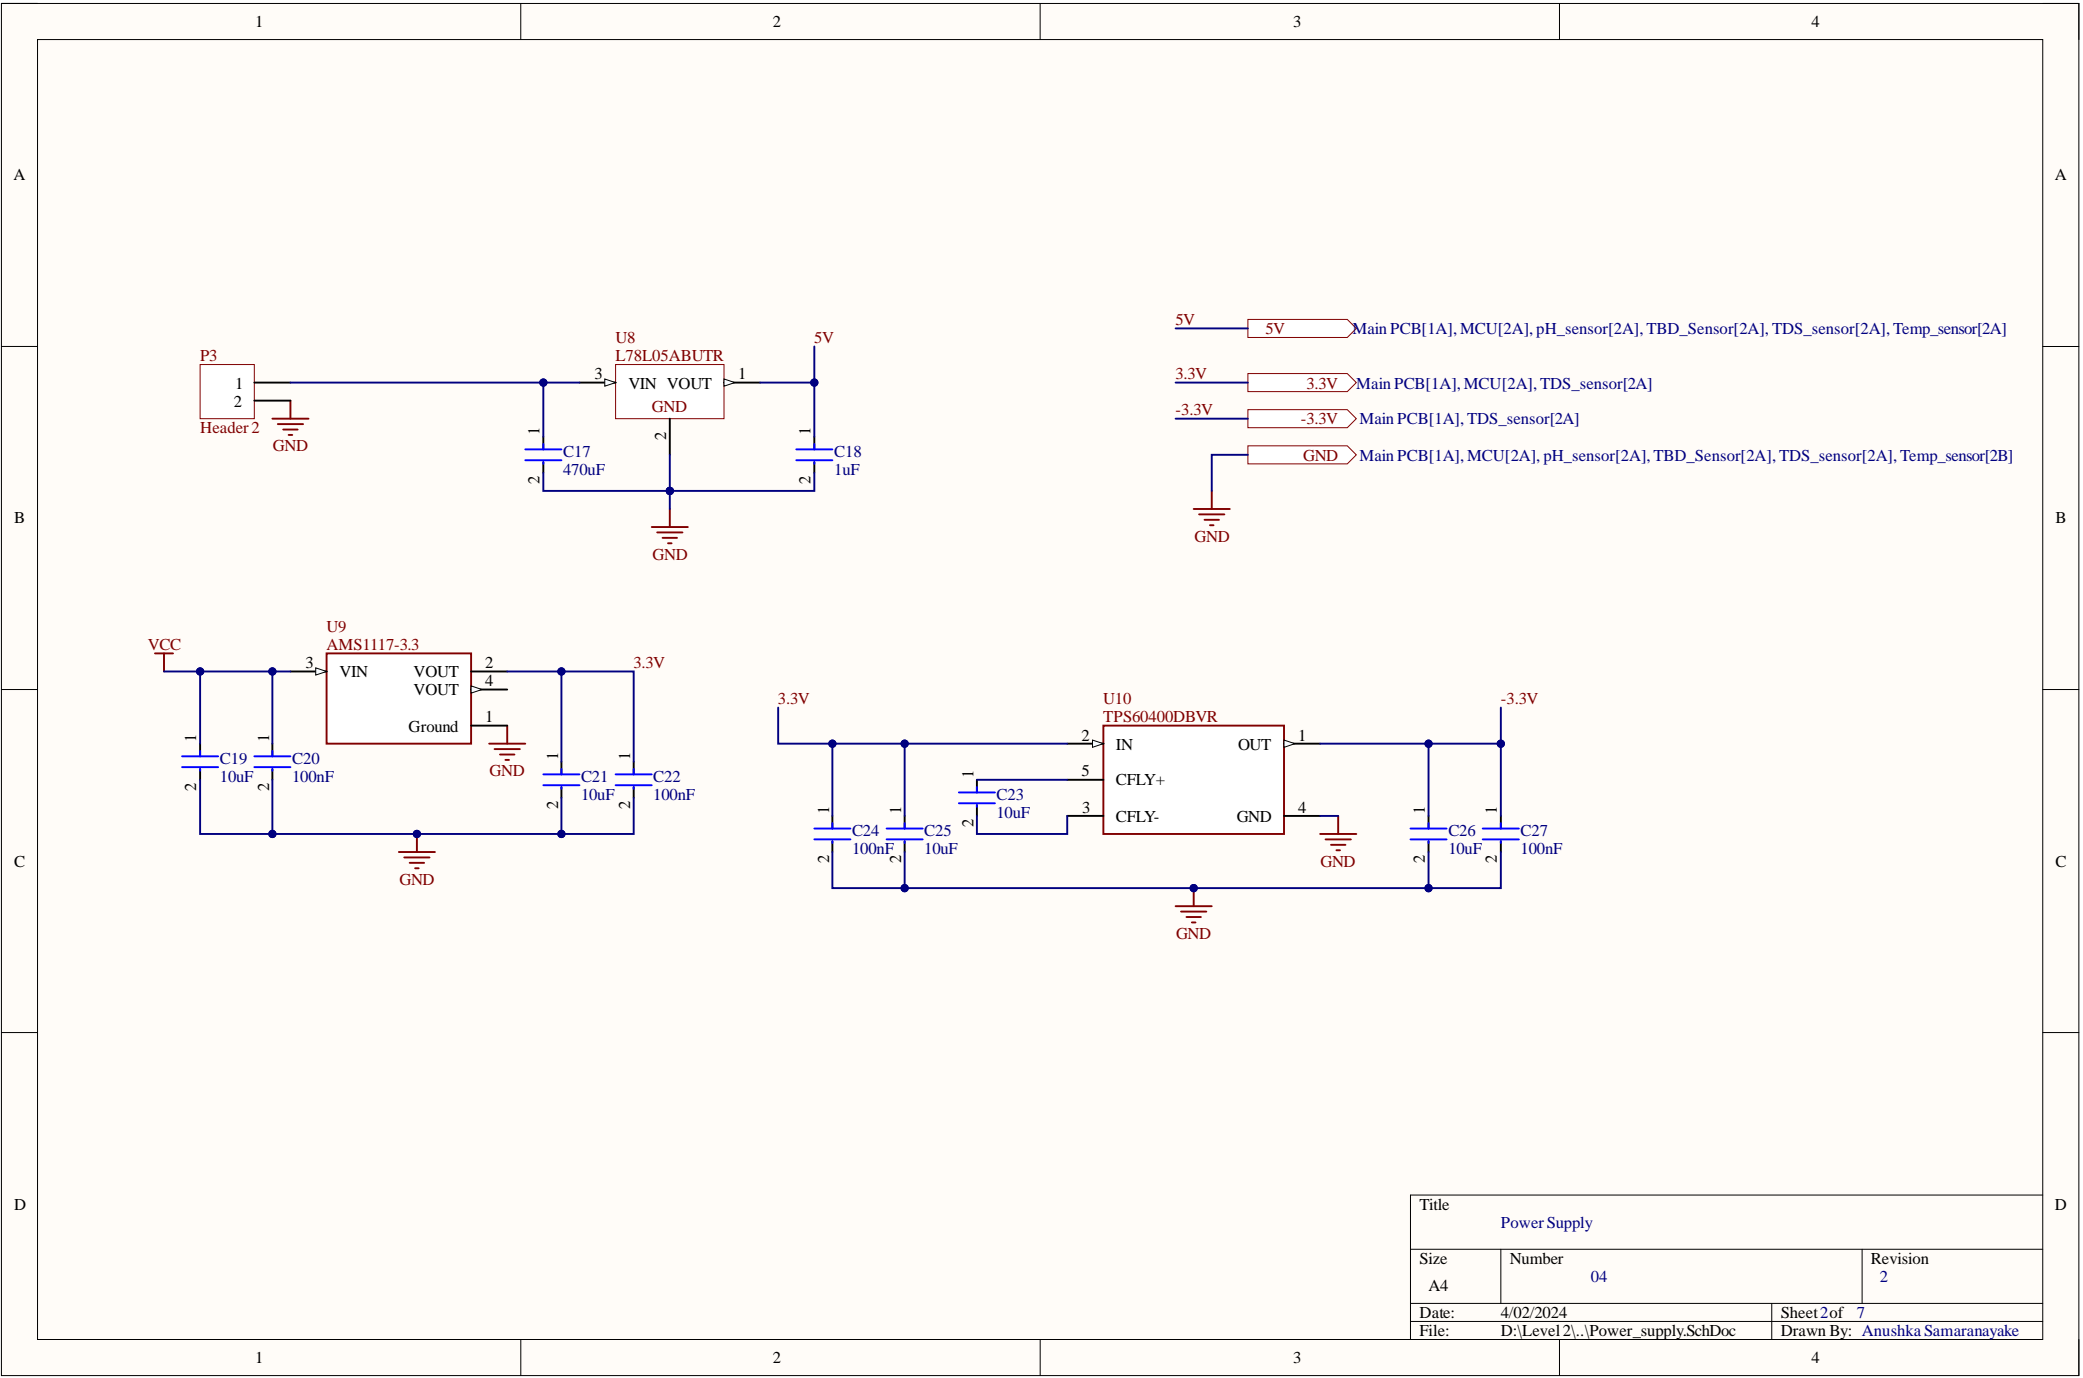 1 2 3 4
A A
B B
C C
D D
P3
1
2
Header 2
GND
U8
L78L05ABUTR
3 VIN VOUT 1
GND
2
5V
1
C17
470uF
2
1
C18
1uF
2
GND
5V 5V Main PCB[1A], MCU[2A], pH_sensor[2A], TBD_Sensor[2A], TDS_sensor[2A], Temp_sensor[2A]
3.3V 3.3V Main PCB[1A], MCU[2A], TDS_sensor[2A]
-3.3V -3.3V Main PCB[1A], TDS_sensor[2A]
GND Main PCB[1A], MCU[2A], pH_sensor[2A], TBD_Sensor[2A], TDS_sensor[2A], Temp_sensor[2B]
GND
VCC
U9
AMS1117-3.3
3 VIN VOUT 2
VOUT 4
Ground 1
GND
3.3V
1
C19
10uF
2
1
C20
100nF
2
1
C21
10uF
2
1
C22
100nF
2
GND
3.3V
U10
TPS60400DBVR
2 IN OUT 1
5 CFLY+
3 CFLY- GND 4
GND
-3.3V
1
C23
10uF
2
1
C24
100nF
2
1
C25
10uF
2
1
C26
10uF
2
1
C27
100nF
2
GND
Title
Power Supply
Size Number Revision
A4 04 2
Date: 4/02/2024 Sheet 2 of 7
File: D:\Level 2\..\Power_supply.SchDoc Drawn By: Anushka Samaranayake
1 2 3 4